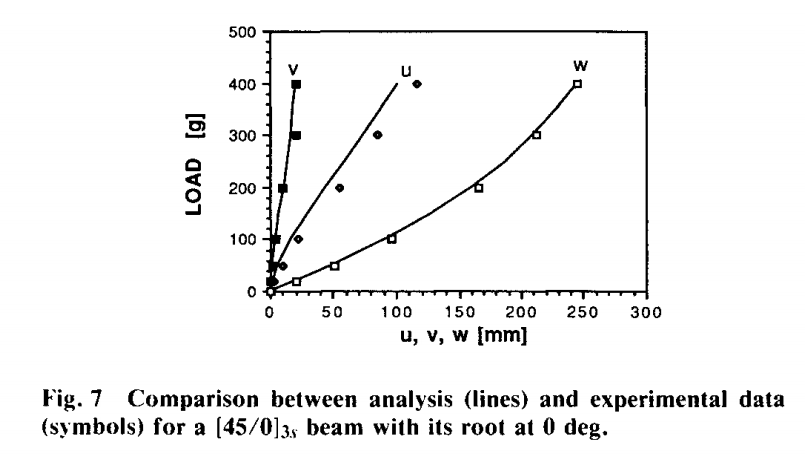 500
V
U
W
400
300
LOAD [g]
200
100
0
0 50 100 150 200 250 300
u, v, w [mm]
Fig. 7 Comparison between analysis (lines) and experimental data
(symbols) for a [45/0]3s beam with its root at 0 deg.